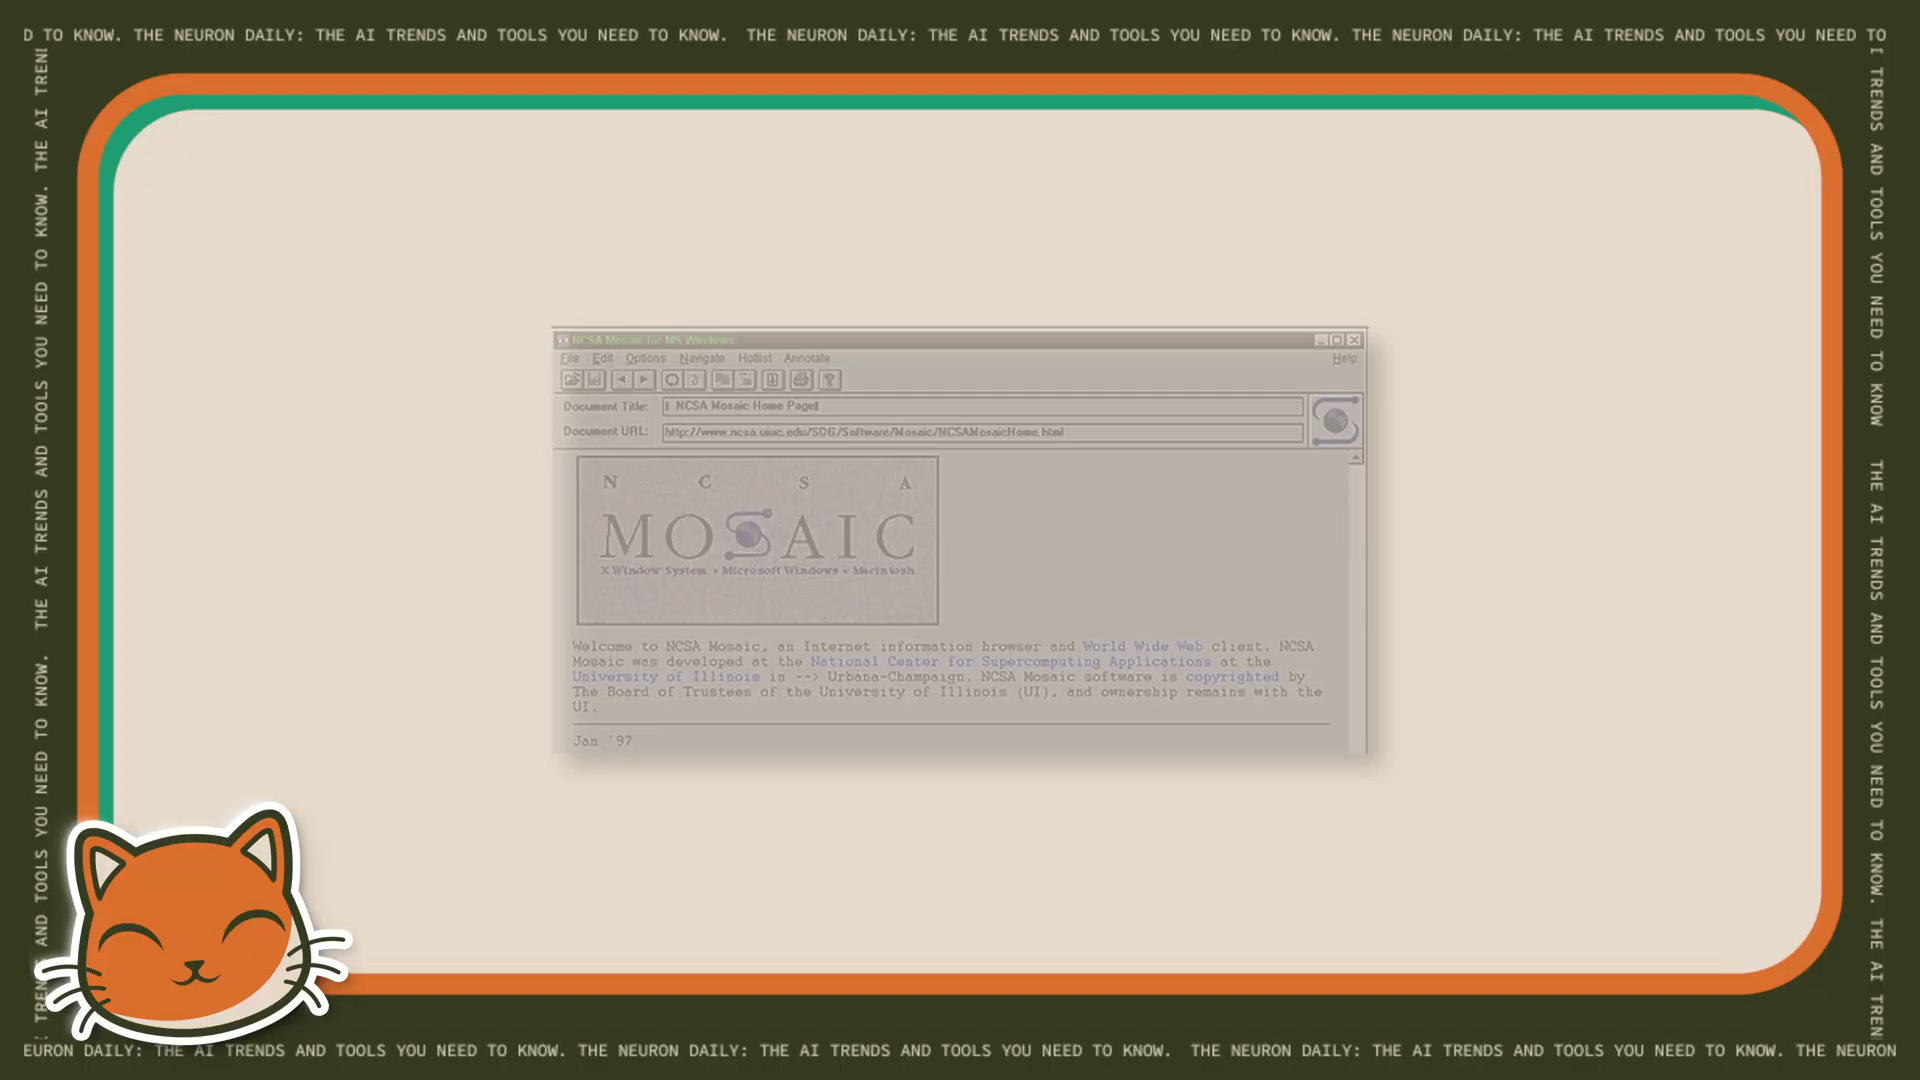 D TO KNOW. THE NEURON DAILY: THE AI TRENDS AND TOOLS YOU NEED TO KNOW. THE NEURON DAILY: THE AI TRENDS AND TOOLS YOU NEED TO KNOW. THE NEURON DAILY: THE AI TRENDS AND TOOLS YOU NEED TO
TRENDS AND TOOLS YOU NEED TO KNOW. THE AI TRENDS AND TOOLS YOU NEED TO KNOW. THE AI TREN
NCSA Mosaic for MS Windows
File Edit Options Navigate Hotlist Annotate Help
Document Title: NCSA Mosaic Home Page
Document URL: http://www.ncsa.uiuc.edu/SDG/Software/Mosaic/NCSAMosaicHome.html
N C S A
MOSAIC
X Window System • Microsoft Windows • Macintosh
Welcome to NCSA Mosaic, an Internet information browser and World Wide Web client. NCSA
Mosaic was developed at the National Center for Supercomputing Applications at the
University of Illinois in --> Urbana-Champaign. NCSA Mosaic software is copyrighted by
The Board of Trustees of the University of Illinois (UI), and ownership remains with the
UI.
Jan '97
I TRENDS AND TOOLS YOU NEED TO KNOW THE AI TRENDS AND TOOLS YOU NEED TO KNOW. THE AI TREN
EURON DAILY: THE AI TRENDS AND TOOLS YOU NEED TO KNOW. THE NEURON DAILY: THE AI TRENDS AND TOOLS YOU NEED TO KNOW. THE NEURON DAILY: THE AI TRENDS AND TOOLS YOU NEED TO KNOW. THE NEURON